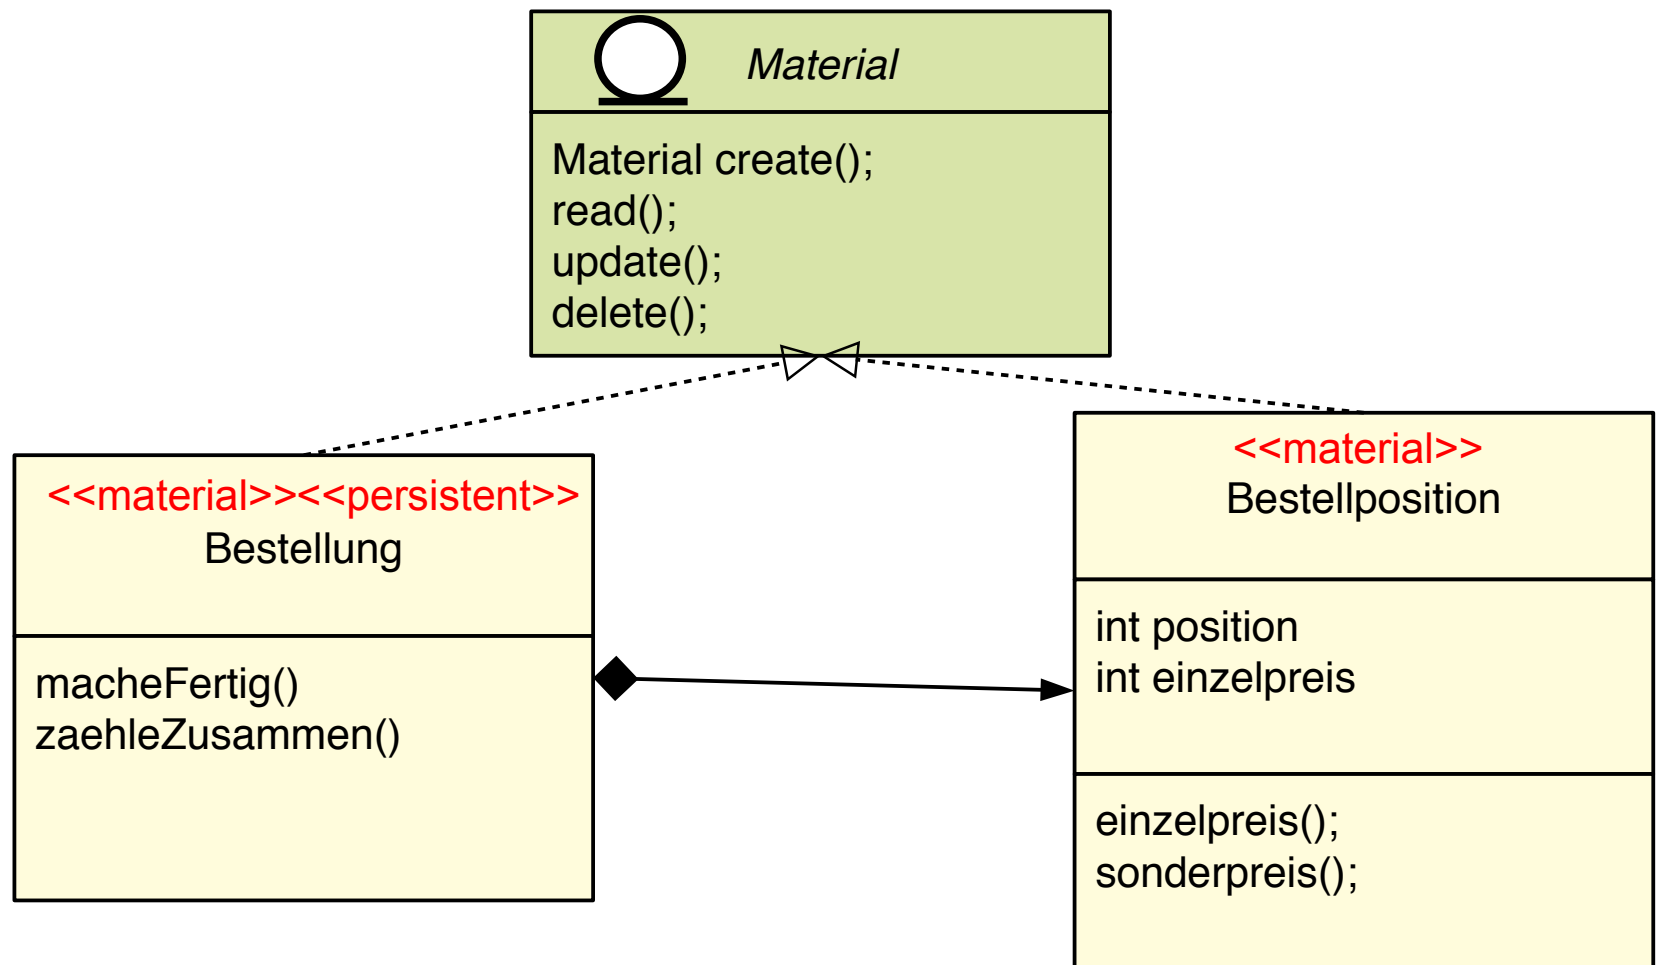 Material
Material create();
read();
update();
delete();
<<material>><<persistent>>
Bestellung
macheFertig()
zaehleZusammen()
<<material>>
Bestellposition
int position
int einzelpreis
einzelpreis();
sonderpreis();